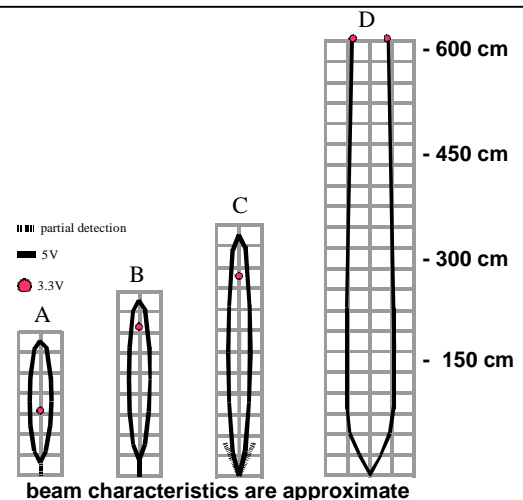 D
- 600 cm
- 450 cm
C
partial detection
5V
B
- 300 cm
3.3V
A
- 150 cm
beam characteristics are approximate